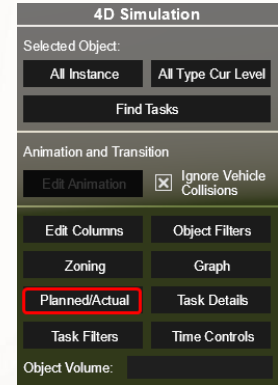 4D Simulation
Selected Object:
All Instance
All Type Cur Level
Find Tasks
Animation and Transition
Edit Animation
Ignore Vehicle
Collisions
Edit Columns
Object Filters
Zoning
Graph
Planned/Actual
Task Details
Task Filters
Time Controls
Object Volume: